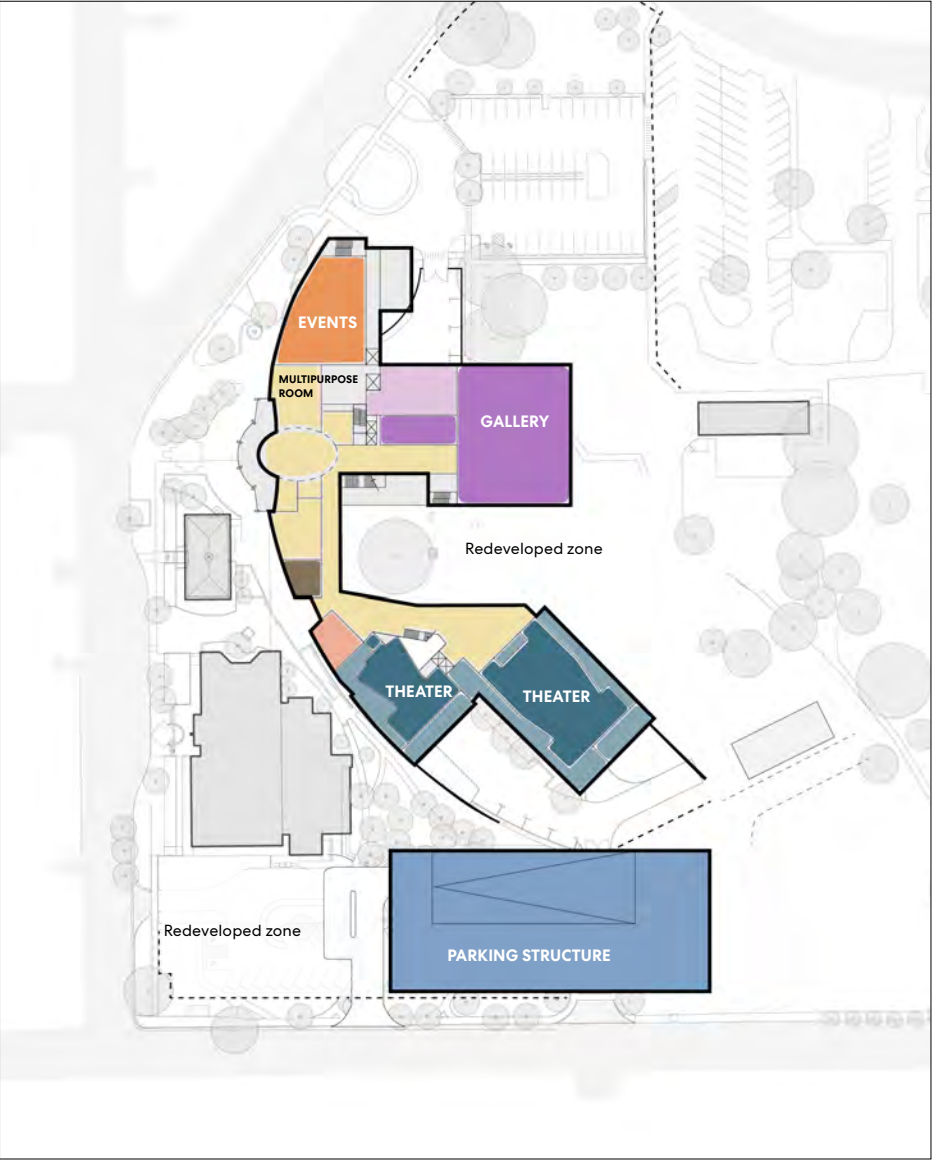 EVENTS
MULTIPURPOSE
ROOM
GALLERY
Redeveloped zone
THEATER
THEATER
Redeveloped zone
PARKING STRUCTURE